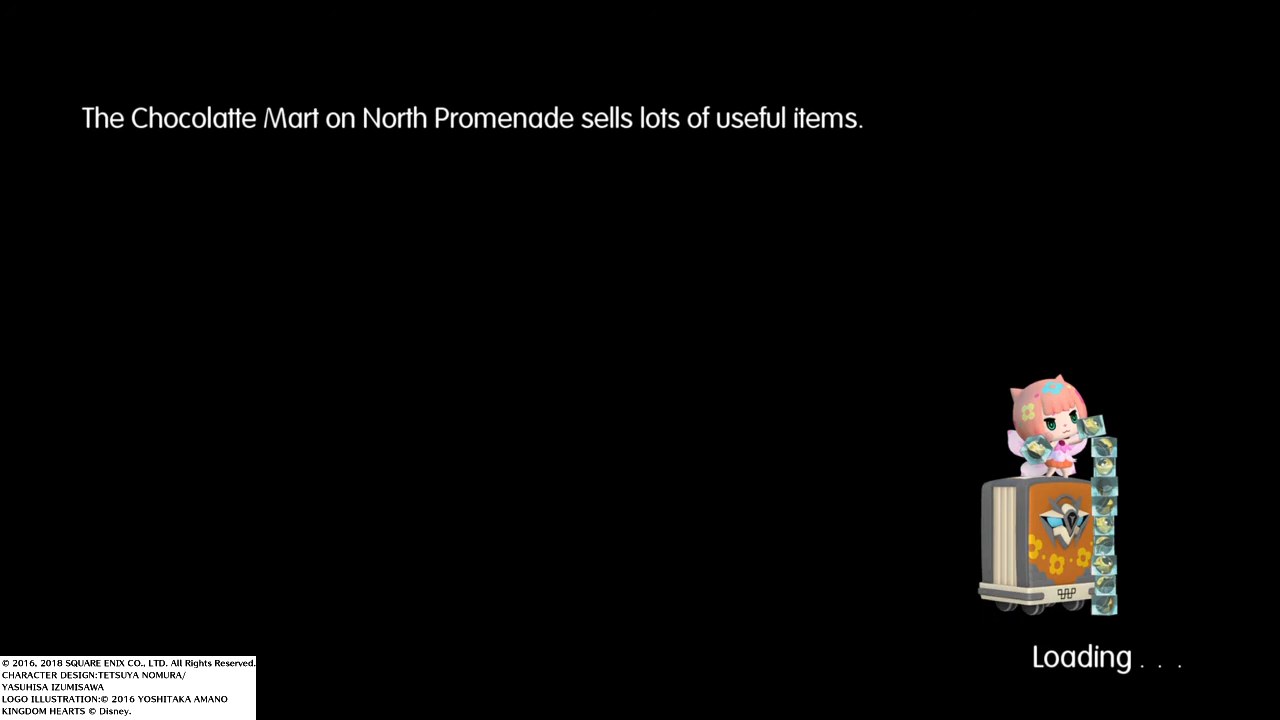 The Chocolatte Mart on North Promenade sells lots of useful items.
Loading . . .
© 2016, 2018 SQUARE ENIX CO., LTD. All Rights Reserved.
CHARACTER DESIGN:TETSUYA NOMURA/
YASUHISA IZUMISAWA
LOGO ILLUSTRATION:© 2016 YOSHITAKA AMANO
KINGDOM HEARTS © Disney.